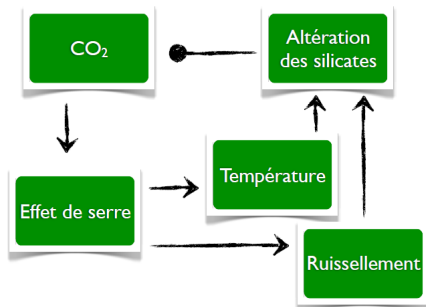 CO₂
Altération
des silicates
Température
Effet de serre
Ruissellement